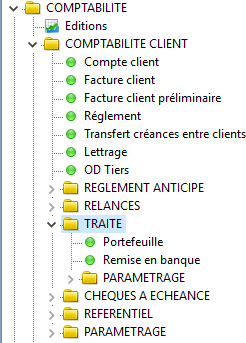 COMPTABILITE
Editions
COMPTABILITE CLIENT
Compte client
Facture client
Facture client préliminaire
Réglement
Transfert créances entre clients
Lettrage
OD Tiers
REGLEMENT ANTICIPE
RELANCES
TRAITE
Portefeuille
Remise en banque
PARAMETRAGE
CHEQUES A ECHEANCE
REFERENTIEL
PARAMETRAGE